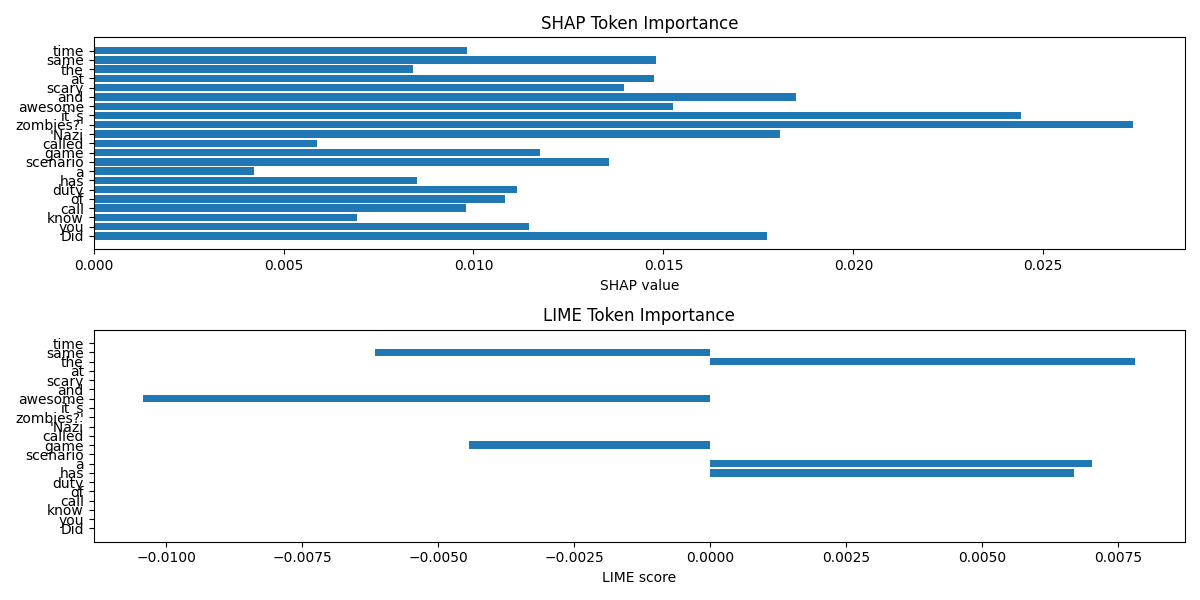 SHAP Token Importance
time
same
the
at
scary
and
awesome
it`s
zombies?'
'Nazi
called
game
scenario
a
has
duty
of
call
know
you
Did
0.000 0.005 0.010 0.015 0.020 0.025
SHAP value
LIME Token Importance
time
same
the
at
scary
and
awesome
it`s
zombies?'
'Nazi
called
game
scenario
a
has
duty
of
call
know
you
Did
−0.0100 −0.0075 −0.0050 −0.0025 0.0000 0.0025 0.0050 0.0075
LIME score